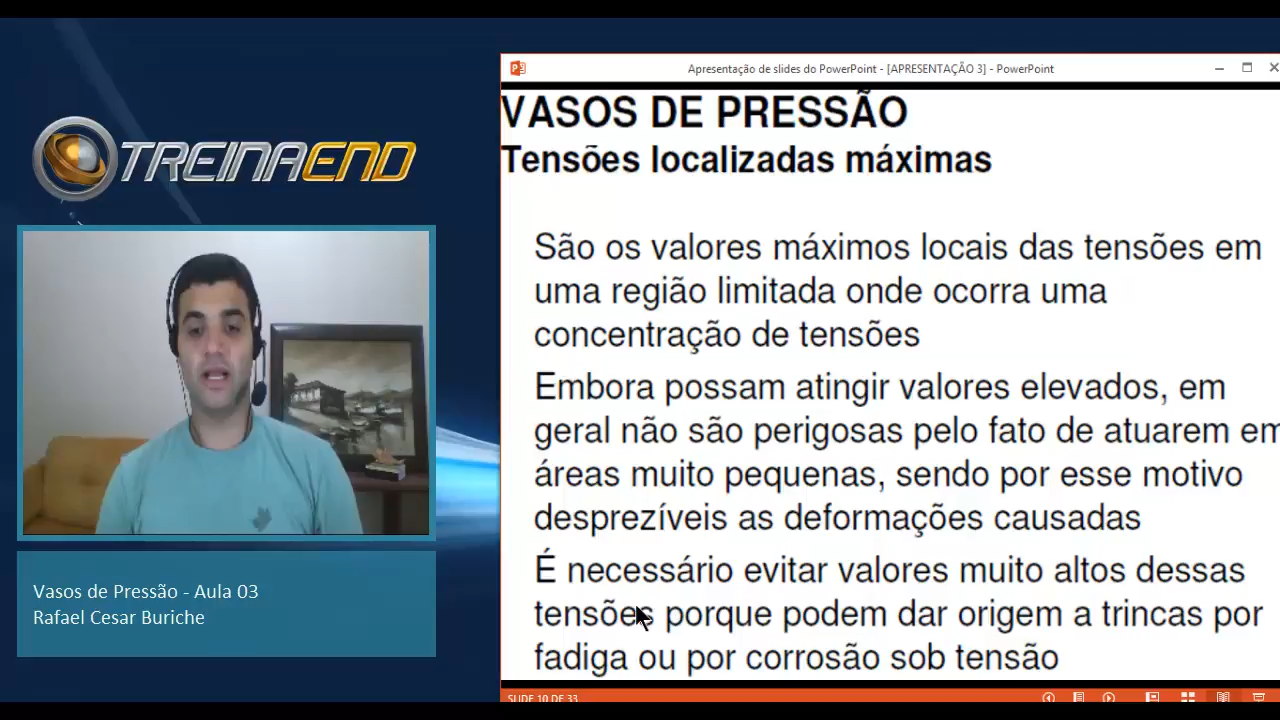 Apresentação de slides do PowerPoint - [APRESENTAÇÃO 3] - PowerPoint
VASOS DE PRESSÃO
Tensões localizadas máximas
TREINAEND
São os valores máximos locais das tensões em
uma região limitada onde ocorra uma
concentração de tensões
Embora possam atingir valores elevados, em
geral não são perigosas pelo fato de atuarem em
áreas muito pequenas, sendo por esse motivo
desprezíveis as deformações causadas
É necessário evitar valores muito altos dessas
tensões porque podem dar origem a trincas por
fadiga ou por corrosão sob tensão
Vasos de Pressão - Aula 03
Rafael Cesar Buriche
SLIDE 10 DE 33